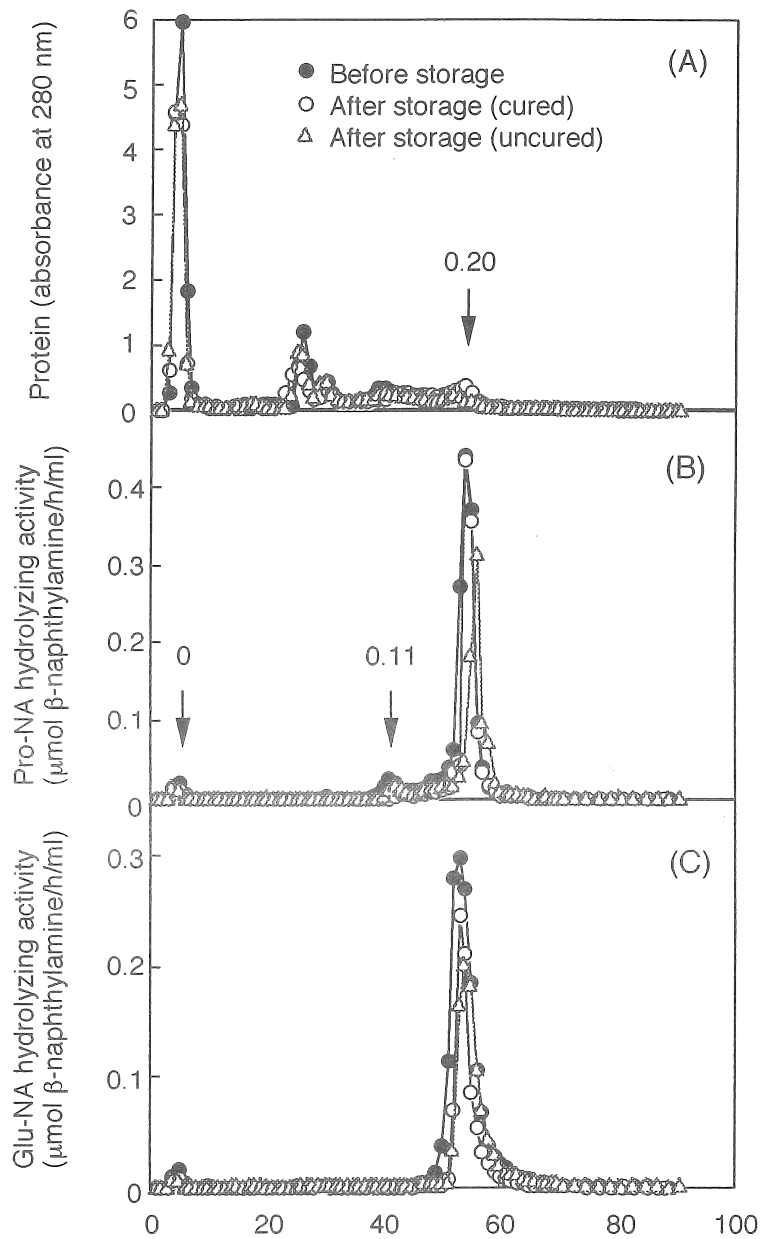 Protein (absorbance at 280 nm)
6
5
4
3
2
1
0
(A)
Before storage
After storage (cured)
After storage (uncured)
0.20
Pro-NA hydrolyzing activity
(μmol β-naphthylamine/h/ml)
0.4
0.3
0.2
0.1
0
(B)
0
0.11
Glu-NA hydrolyzing activity
(μmol β-naphthylamine/h/ml)
0.3
0.2
0.1
0
(C)
0 20 40 60 80 100